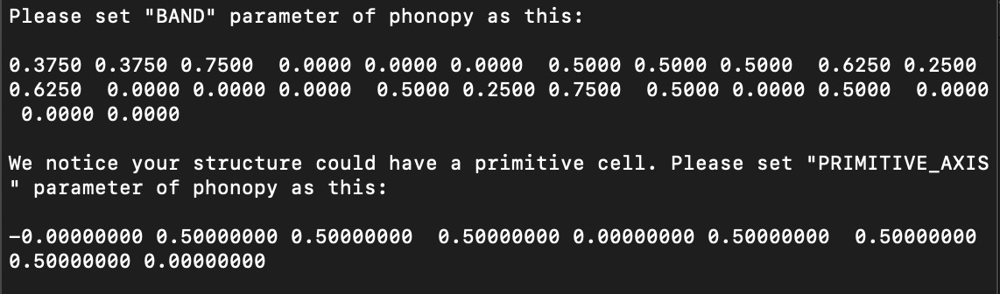 Please set "BAND" parameter of phonopy as this:
0.3750 0.3750 0.7500  0.0000 0.0000 0.0000  0.5000 0.5000 0.5000  0.6250 0.2500
0.6250  0.0000 0.0000 0.0000  0.5000 0.2500 0.7500  0.5000 0.0000 0.5000  0.0000
 0.0000 0.0000
We notice your structure could have a primitive cell. Please set "PRIMITIVE_AXIS
" parameter of phonopy as this:
-0.00000000 0.50000000 0.50000000  0.50000000 0.00000000 0.50000000  0.50000000
0.50000000 0.00000000